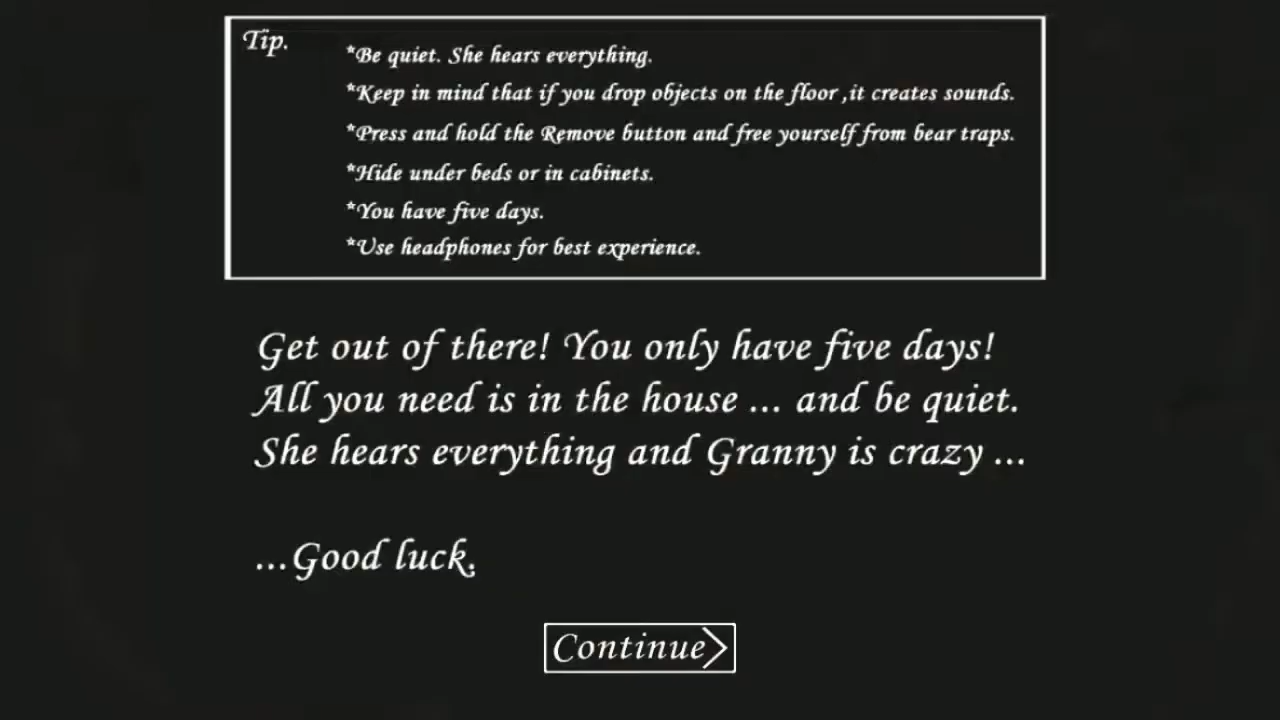 Tip.
*Be quiet. She hears everything.
*Keep in mind that if you drop objects on the floor ,it creates sounds.
*Press and hold the Remove button and free yourself from bear traps.
*Hide under beds or in cabinets.
*You have five days.
*Use headphones for best experience.
Get out of there! You only have five days!
All you need is in the house ... and be quiet.
She hears everything and Granny is crazy ...
...Good luck.
Continue